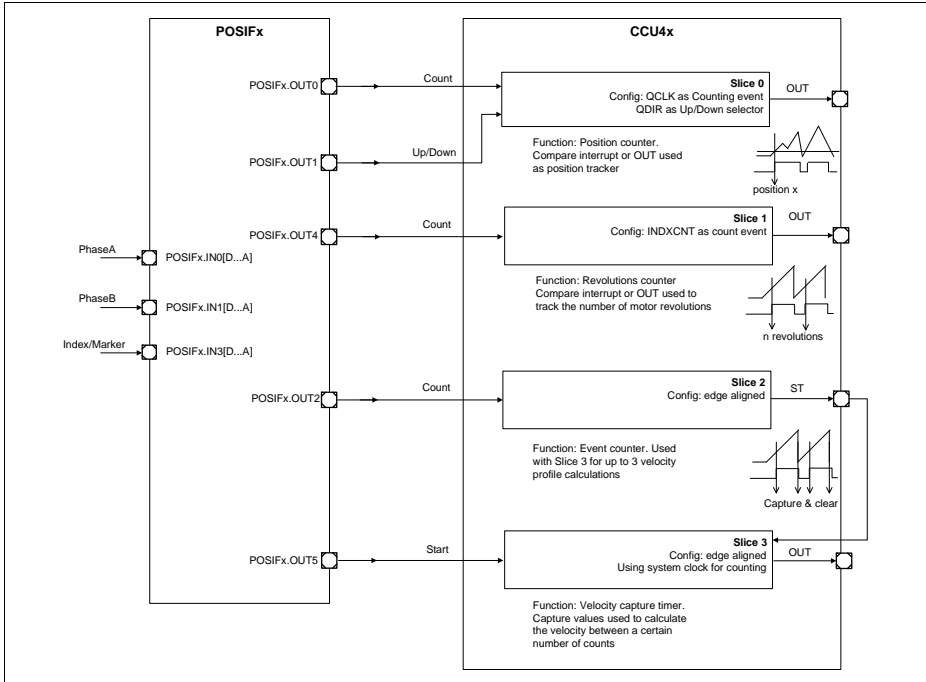 POSIFx
CCU4x
POSIFx.OUT0
Count
Slice 0
Config: QCLK as Counting event
QDIR as Up/Down selector
OUT
POSIFx.OUT1
Up/Down
Function: Position counter.
Compare interrupt or OUT used
as position tracker
position x
POSIFx.OUT4
Count
Slice 1
Config: INDXCNT as count event
OUT
PhaseA
POSIFx.IN0[D...A]
Function: Revolutions counter
Compare interrupt or OUT used to
track the number of motor revolutions
n revolutions
PhaseB
POSIFx.IN1[D...A]
Index/Marker
POSIFx.IN3[D...A]
POSIFx.OUT2
Count
Slice 2
Config: edge aligned
ST
Function: Event counter. Used
with Slice 3 for up to 3 velocity
profile calculations
Capture & clear
POSIFx.OUT5
Start
Slice 3
Config: edge aligned
Using system clock for counting
OUT
Function: Velocity capture timer.
Capture values used to calculate
the velocity between a certain
number of counts